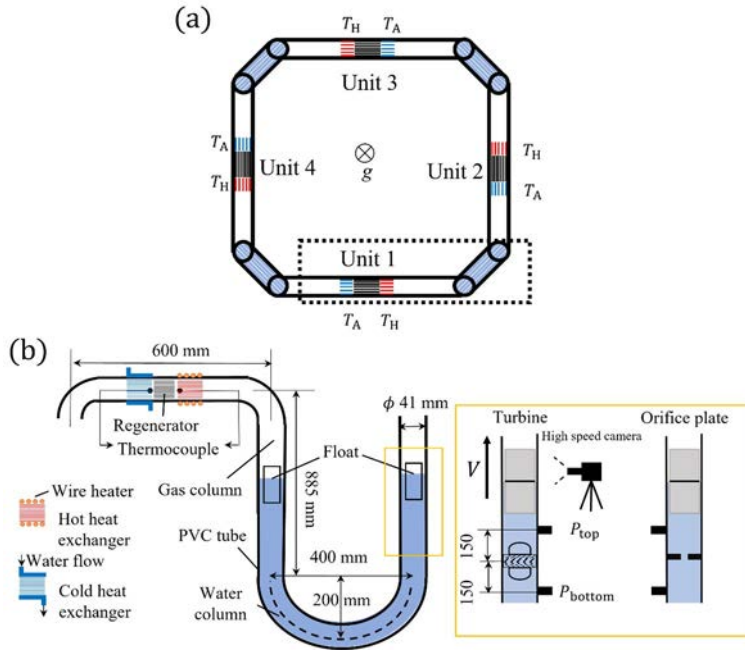 (a)
T_H T_A
Unit 3
T_A
T_H
Unit 4
g
Unit 2
T_H
T_A
Unit 1
T_A T_H
(b)
600 mm
Regenerator
Thermocouple
ϕ 41 mm
Float
Gas column
885 mm
Wire heater
Hot heat
exchanger
PVC tube
400 mm
Water flow
Cold heat
exchanger
Water
column
200 mm
Turbine
Orifice plate
High speed camera
V
P_top
150
150
P_bottom